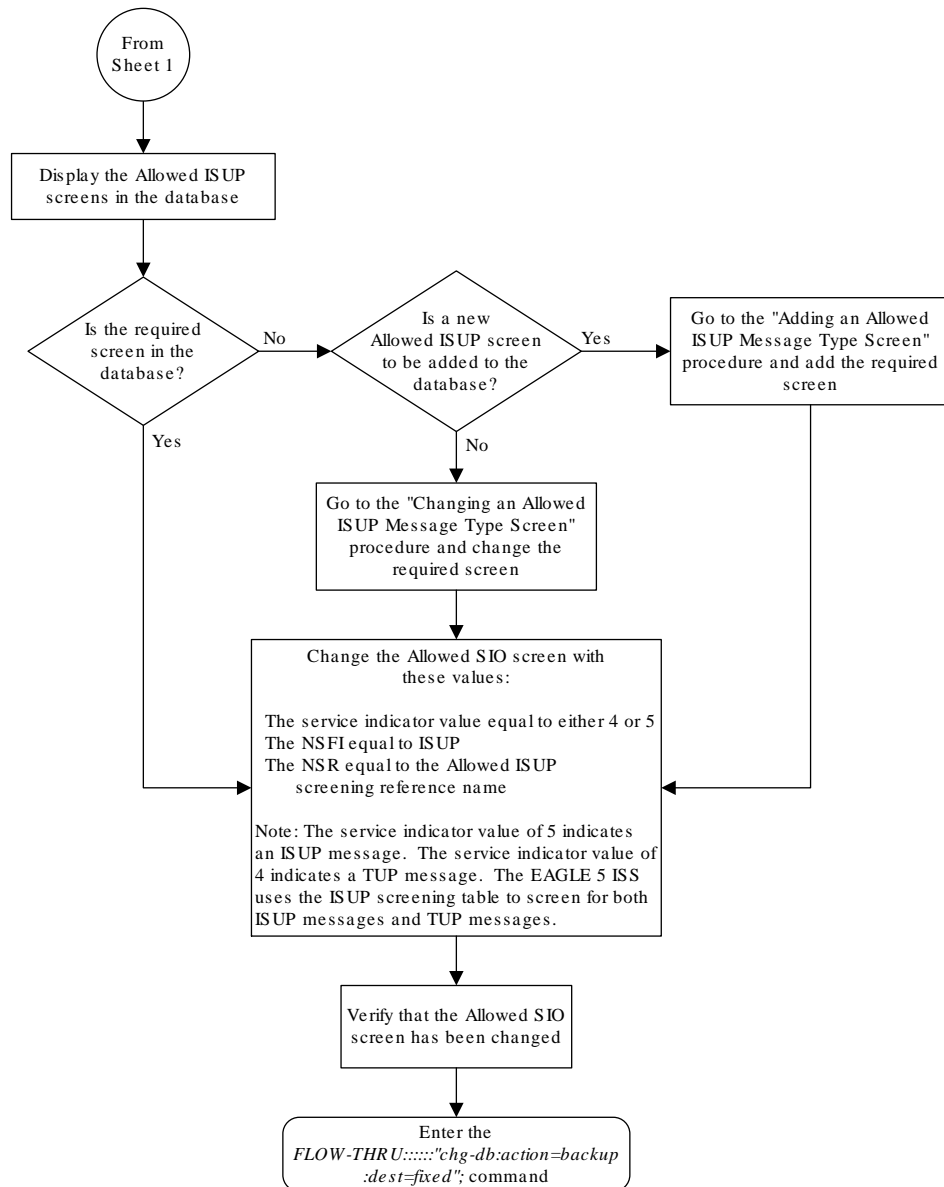 From
Sheet 1
Display the Allowed ISUP
screens in the database
Is the required
screen in the
database?
No
Yes
Is a new
Allowed ISUP screen
to be added to the
database?
Yes
No
Go to the "Adding an Allowed
ISUP Message Type Screen"
procedure and add the required
screen
Go to the "Changing an Allowed
ISUP Message Type Screen"
procedure and change the
required screen
Change the Allowed SIO screen with
these values:
The service indicator value equal to either 4 or 5
The NSFI equal to ISUP
The NSR equal to the Allowed ISUP
screening reference name
Note: The service indicator value of 5 indicates
an ISUP message. The service indicator value of
4 indicates a TUP message. The EAGLE 5 ISS
uses the ISUP screening table to screen for both
ISUP messages and TUP messages.
Verify that the Allowed SIO
screen has been changed
Enter the
FLOW-THRU::::::"chg-db:action=backup
:dest=fixed"; command